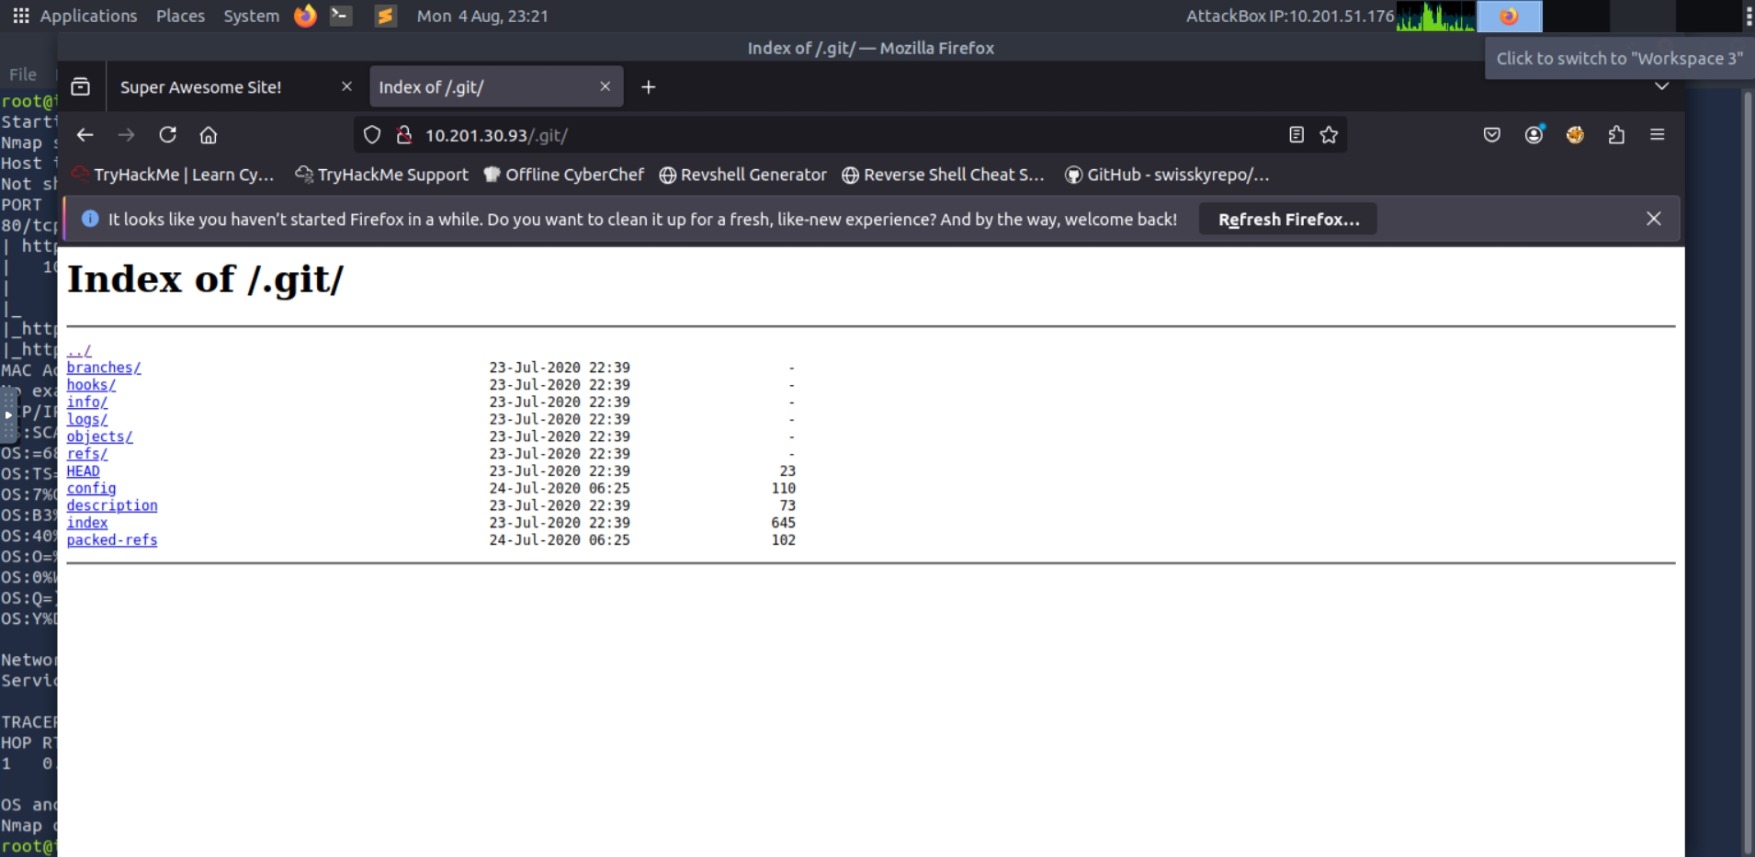 Applications Places System Mon 4 Aug, 23:21 AttackBox IP:10.201.51.176
Index of /.git/ — Mozilla Firefox
Click to switch to "Workspace 3"
File
Super Awesome Site! Index of /.git/
10.201.30.93/.git/
TryHackMe | Learn Cy... TryHackMe Support Offline CyberChef Revshell Generator Reverse Shell Cheat S... GitHub - swisskyrepo/...
It looks like you haven't started Firefox in a while. Do you want to clean it up for a fresh, like-new experience? And by the way, welcome back! Refresh Firefox...
Index of /.git/
../
branches/ 23-Jul-2020 22:39 -
hooks/ 23-Jul-2020 22:39 -
info/ 23-Jul-2020 22:39 -
logs/ 23-Jul-2020 22:39 -
objects/ 23-Jul-2020 22:39 -
refs/ 23-Jul-2020 22:39 -
HEAD 23-Jul-2020 22:39 23
config 24-Jul-2020 06:25 110
description 23-Jul-2020 22:39 73
index 23-Jul-2020 22:39 645
packed-refs 24-Jul-2020 06:25 102
root@
Start
Nmap
Host
Not
PORT
80/tcp
| http
| 10
|
|_
|_http
|_http
MAC
OS:SCA
OS:=68
OS:TS=
OS:7%
OS:B3%
OS:40%
OS:O=%
OS:0%W
OS:Q=
OS:Y%D
Networ
Servic
TRACER
HOP RT
1 0.
OS and
Nmap
root@